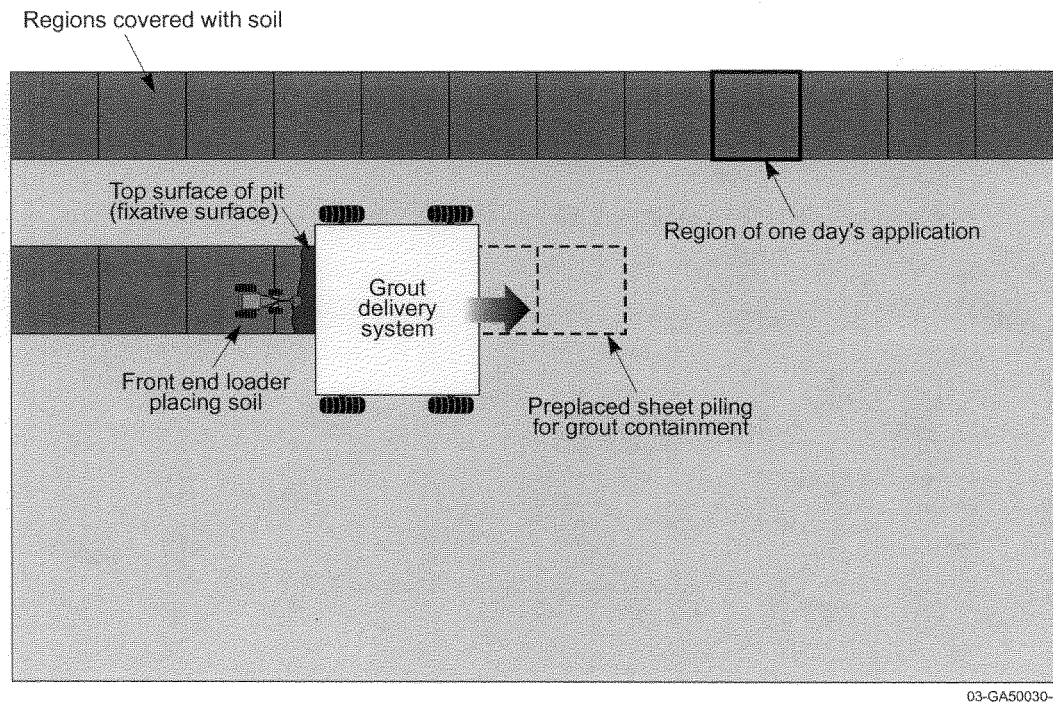 Regions covered with soil
Top surface of pit
(fixative surface)
Region of one day's application
Grout
delivery
system
Front end loader
placing soil
Preplaced sheet piling
for grout containment
03-GA50030-